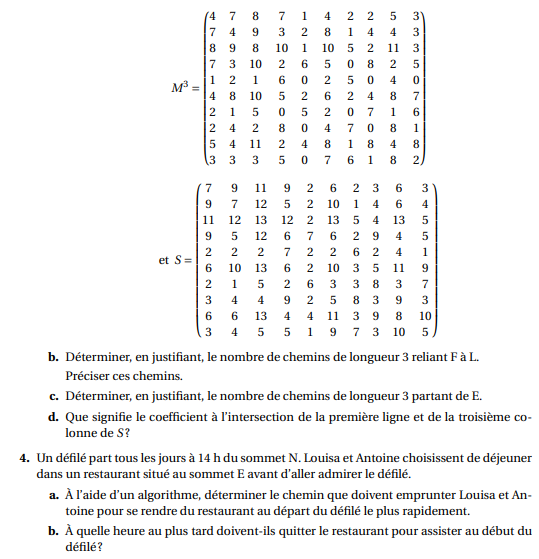 4 7 8 7 1 4 2 2 5 3
7 4 9 3 2 8 1 4 4 3
8 9 8 10 1 10 5 2 11 3
7 3 10 2 6 5 0 8 2 5
1 2 1 6 0 2 5 0 4 0
M³ =
4 8 10 5 2 6 2 4 8 7
2 1 5 0 5 2 0 7 1 6
2 4 2 8 0 4 7 0 8 1
5 4 11 2 4 8 1 8 4 8
3 3 3 5 0 7 6 1 8 2
7 9 11 9 2 6 2 3 6 3
9 7 12 5 2 10 1 4 6 4
11 12 13 12 2 13 5 4 13 5
9 5 12 6 7 6 2 9 4 5
2 2 2 7 2 2 6 2 4 1
et S =
6 10 13 6 2 10 3 5 11 9
2 1 5 2 6 3 3 8 3 7
3 4 4 9 2 5 8 3 9 3
6 6 13 4 4 11 3 9 8 10
3 4 5 5 1 9 7 3 10 5
b. Déterminer, en justifiant, le nombre de chemins de longueur 3 reliant F à L.
Préciser ces chemins.
c. Déterminer, en justifiant, le nombre de chemins de longueur 3 partant de E.
d. Que signifie le coefficient à l'intersection de la première ligne et de la troisième co-
lonne de S?
4. Un défilé part tous les jours à 14 h du sommet N. Louisa et Antoine choisissent de déjeuner
dans un restaurant situé au sommet E avant d'aller admirer le défilé.
a. À l'aide d'un algorithme, déterminer le chemin que doivent emprunter Louisa et An-
toine pour se rendre du restaurant au départ du défilé le plus rapidement.
b. À quelle heure au plus tard doivent-ils quitter le restaurant pour assister au début du
défilé?